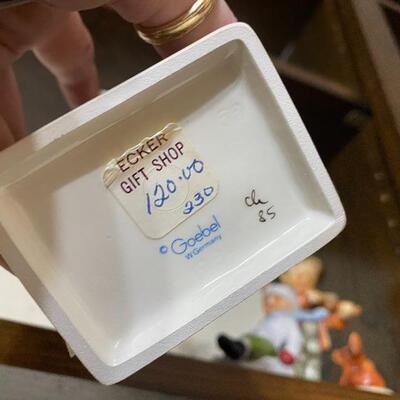 ECKER
GIFT SHOP
120.00
230
© Goebel
W.Germany
ch
85